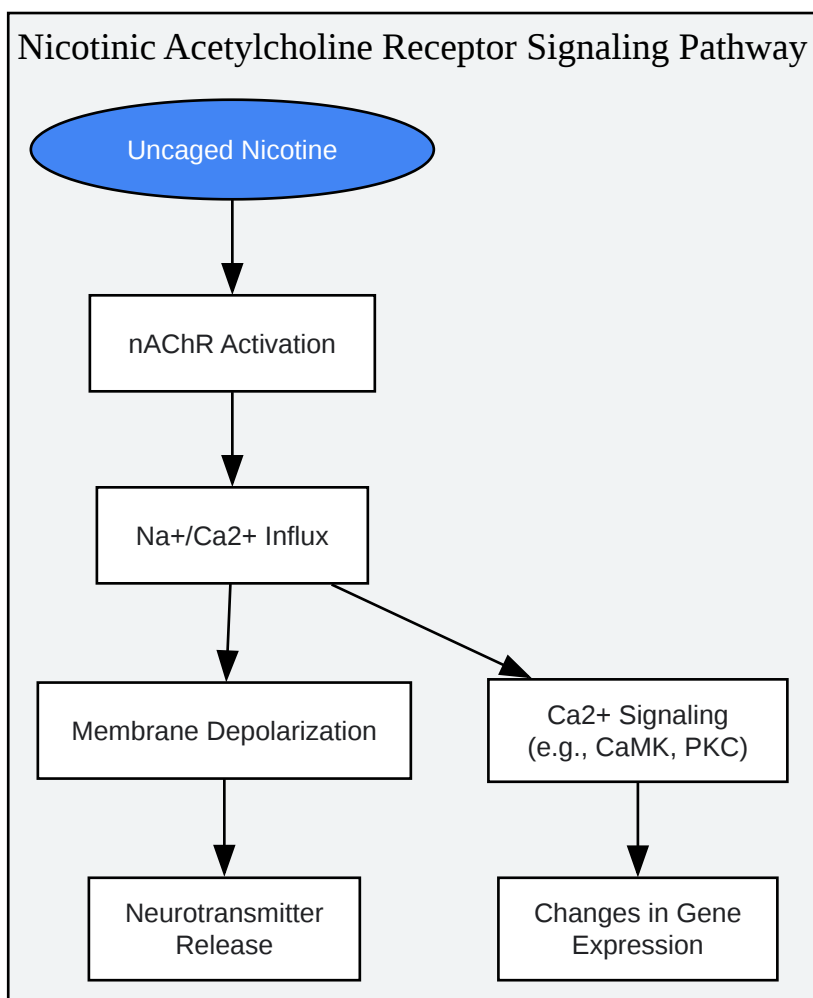 Nicotinic Acetylcholine Receptor Signaling Pathway
Uncaged Nicotine
nAChR Activation
Na+/Ca2+ Influx
Membrane Depolarization
Ca2+ Signaling
(e.g., CaMK, PKC)
Neurotransmitter
Release
Changes in Gene
Expression